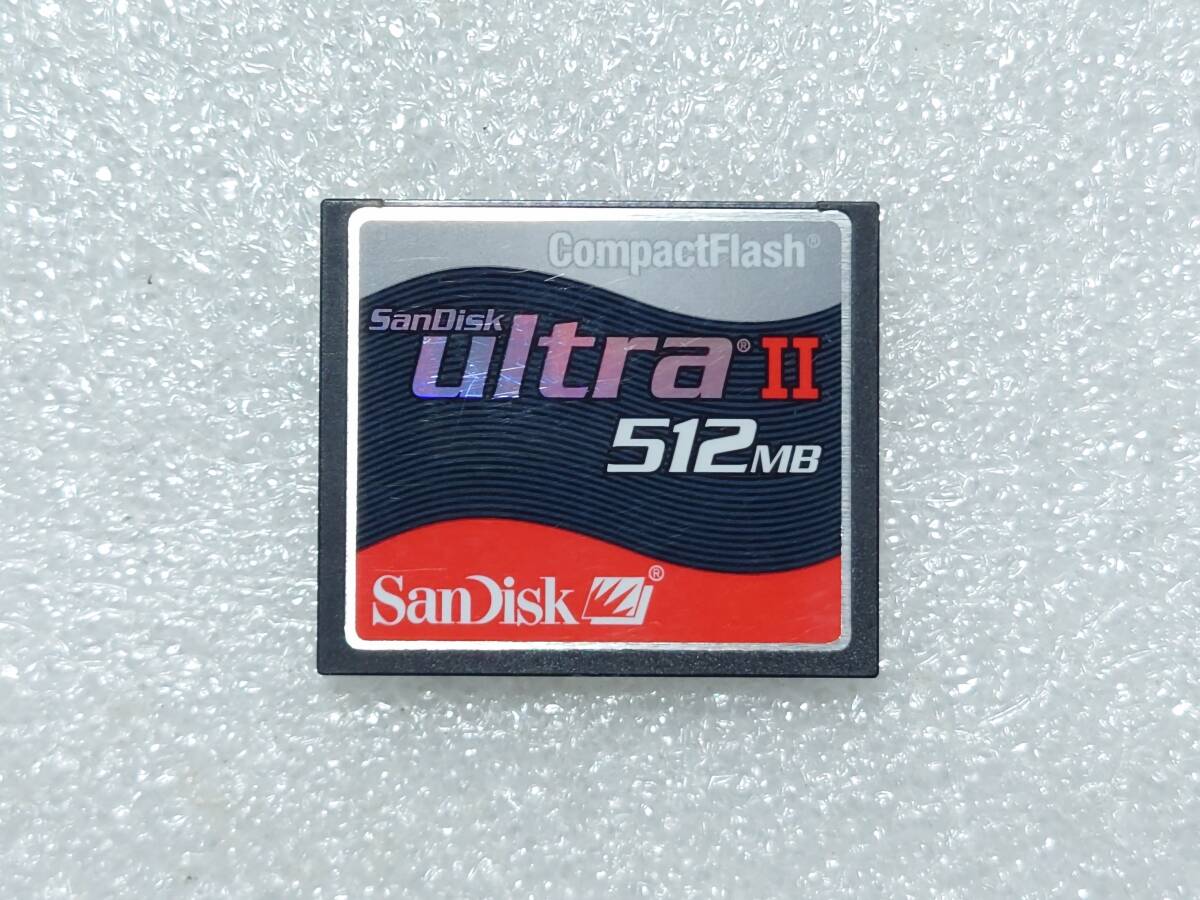 CompactFlash®
SanDisk
ultra® II
512MB
SanDisk®